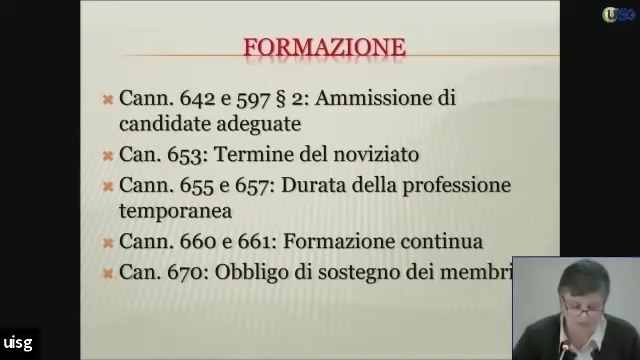 UISG
FORMAZIONE
Cann. 642 e 597 § 2: Ammissione di
candidate adeguate
Can. 653: Termine del noviziato
Cann. 655 e 657: Durata della professione
temporanea
Cann. 660 e 661: Formazione continua
Can. 670: Obbligo di sostegno dei membri
uisg